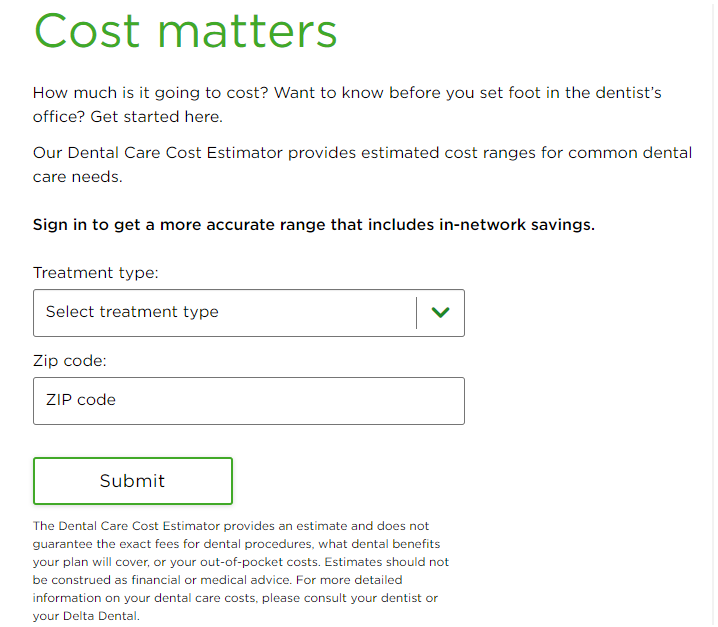 Cost matters
How much is it going to cost? Want to know before you set foot in the dentist's
office? Get started here.
Our Dental Care Cost Estimator provides estimated cost ranges for common dental
care needs.
Sign in to get a more accurate range that includes in-network savings.
Treatment type:
Select treatment type
Zip code:
ZIP code
Submit
The Dental Care Cost Estimator provides an estimate and does not
guarantee the exact fees for dental procedures, what dental benefits
your plan will cover, or your out-of-pocket costs. Estimates should not
be construed as financial or medical advice. For more detailed
information on your dental care costs, please consult your dentist or
your Delta Dental.